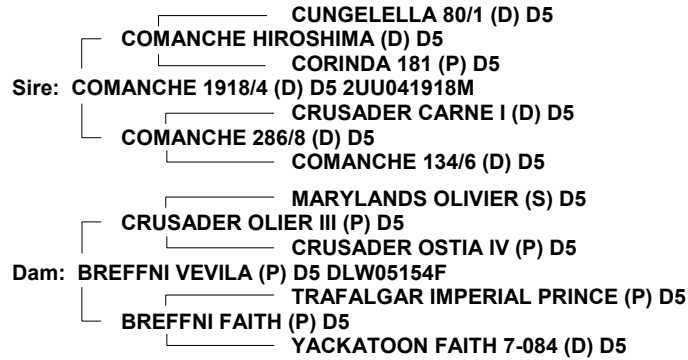 CUNGELELLA 80/1 (D) D5
COMANCHE HIROSHIMA (D) D5
CORINDA 181 (P) D5
Sire: COMANCHE 1918/4 (D) D5 2UU041918M
CRUSADER CARNE I (D) D5
COMANCHE 286/8 (D) D5
COMANCHE 134/6 (D) D5
MARYLANDS OLIVIER (S) D5
CRUSADER OLIER III (P) D5
CRUSADER OSTIA IV (P) D5
Dam: BREFFNI VEVILA (P) D5 DLW05154F
TRAFALGAR IMPERIAL PRINCE (P) D5
BREFFNI FAITH (P) D5
YACKATOON FAITH 7-084 (D) D5